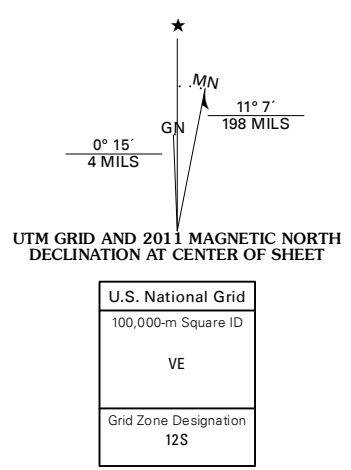 ★
MN
11° 7´
198 MILS
GN
0° 15´
4 MILS
UTM GRID AND 2011 MAGNETIC NORTH
DECLINATION AT CENTER OF SHEET
U.S. National Grid
100,000-m Square ID
VE
Grid Zone Designation
12S